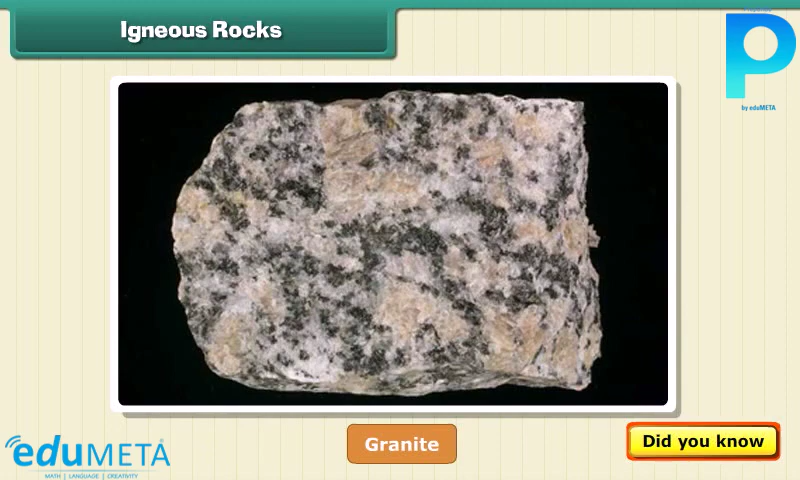 Igneous Rocks
P
by eduMETA
Granite
Did you know
eduMETA
MATH | LANGUAGE | CREATIVITY